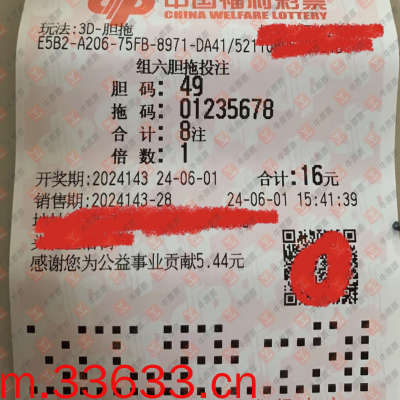 中国福利彩票
CHINA WELFARE LOTTERY
玩法:3D-胆拖
E5B2-A206-75FB-8971-DA41/52110
组六胆拖投注
胆 码: 49
拖 码: 01235678
合 计: 8注
倍 数: 1
开奖期:2024143 24-06-01 合计:16元
销售期:2024143-28 24-06-01 15:41:39
感谢您为公益事业贡献5.44元
m.33633.cn